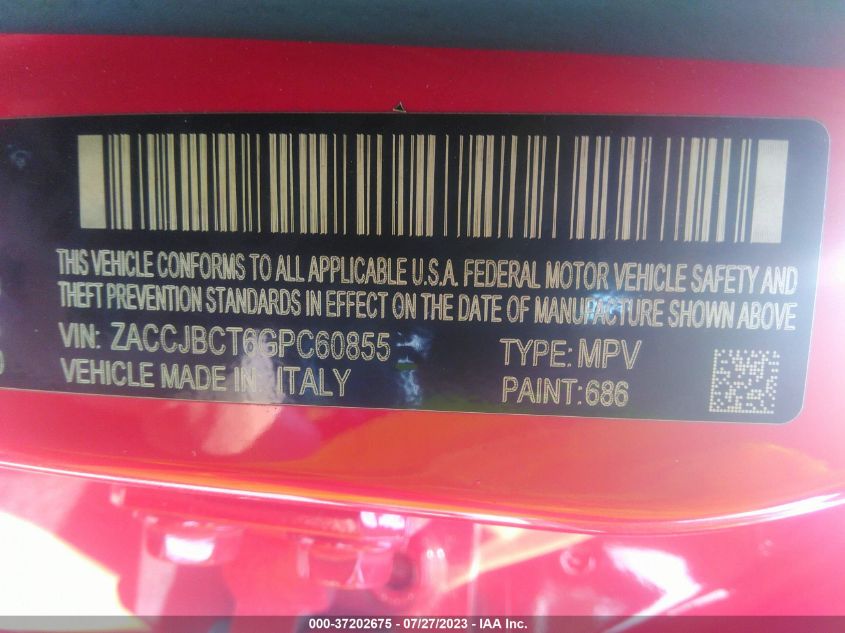 THIS VEHICLE CONFORMS TO ALL APPLICABLE U.S.A. FEDERAL MOTOR VEHICLE SAFETY AND
THEFT PREVENTION STANDARDS IN EFFECT ON THE DATE OF MANUFACTURE SHOWN ABOVE
VIN: ZACCJBCT6GPC60855 TYPE: MPV
VEHICLE MADE IN ITALY PAINT: 686
000-37202675 / 07/27/2023 - IAA Inc.